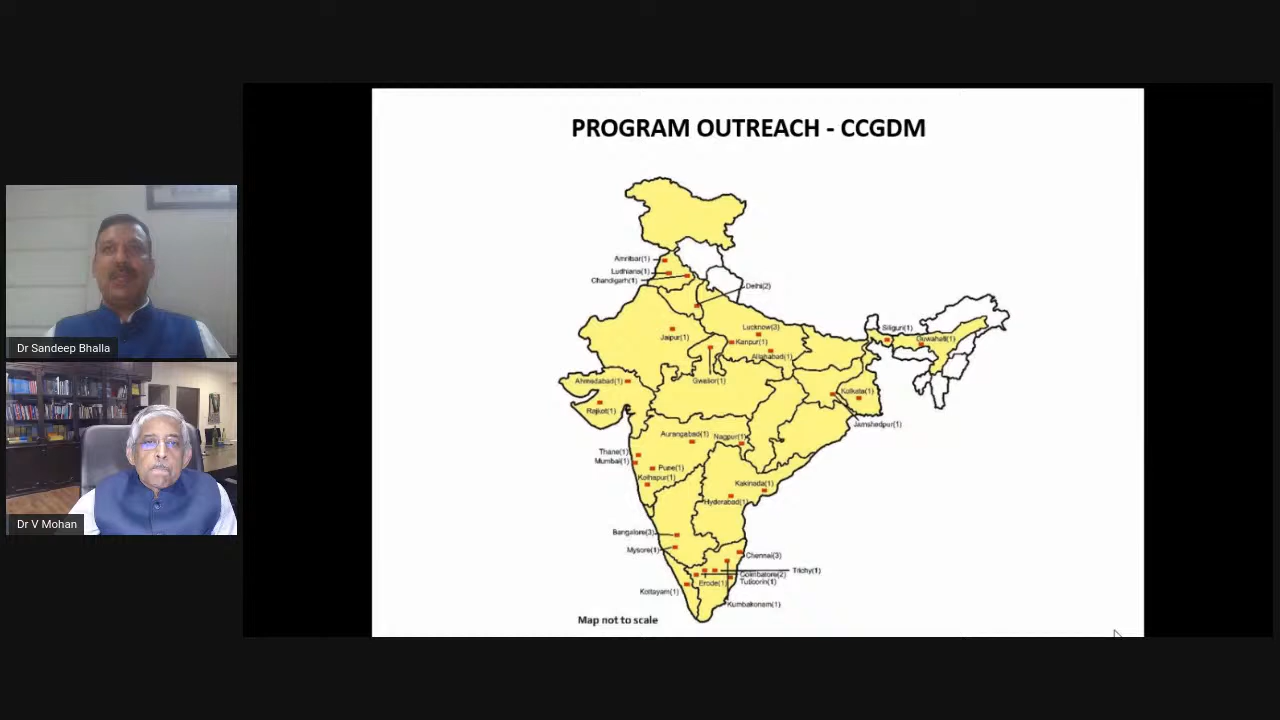 PROGRAM OUTREACH - CCGDM
Amritsar(1)
Ludhiana(1)
Chandigarh(1)
Delhi(2)
Lucknow(3)
Jaipur(1)
Kanpur(1)
Allahabad(1)
Siliguri(1)
Guwahati(1)
Ahmedabad(1)
Gwalior(1)
Kolkata(1)
Rajkot(1)
Jamshedpur(1)
Aurangabad(1)
Nagpur(1)
Thane(1)
Mumbai(1)
Pune(1)
Kolhapur(1)
Kakinada(1)
Hyderabad(1)
Bangalore(3)
Mysore(1)
Chennai(3)
Trichy(1)
Coimbatore(2)
Erode(1)
Tuticorin(1)
Kottayam(1)
Kumbakonam(1)
Map not to scale
Dr Sandeep Bhalla
Dr V Mohan